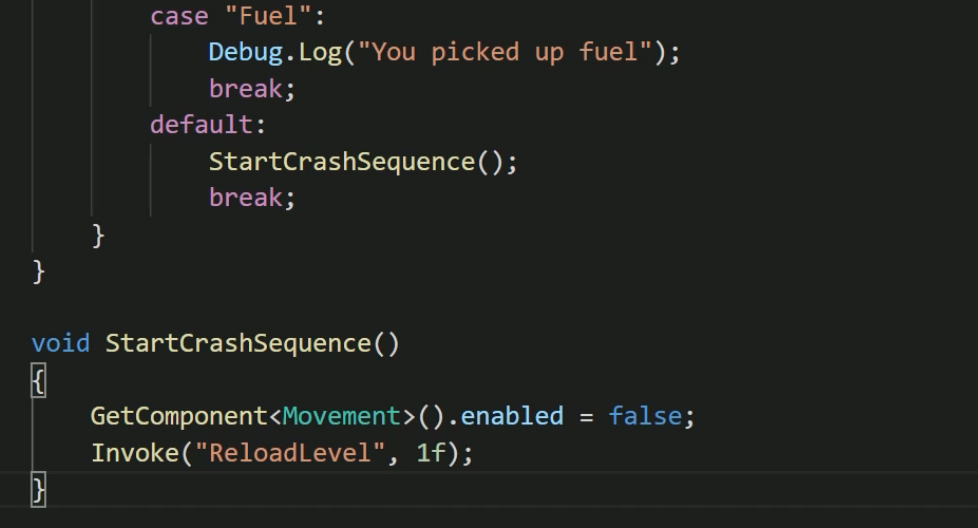 case "Fuel":
Debug.Log("You picked up fuel");
break;
default:
StartCrashSequence();
break;
}
}
void StartCrashSequence()
{
GetComponent<Movement>().enabled = false;
Invoke("ReloadLevel", 1f);
}